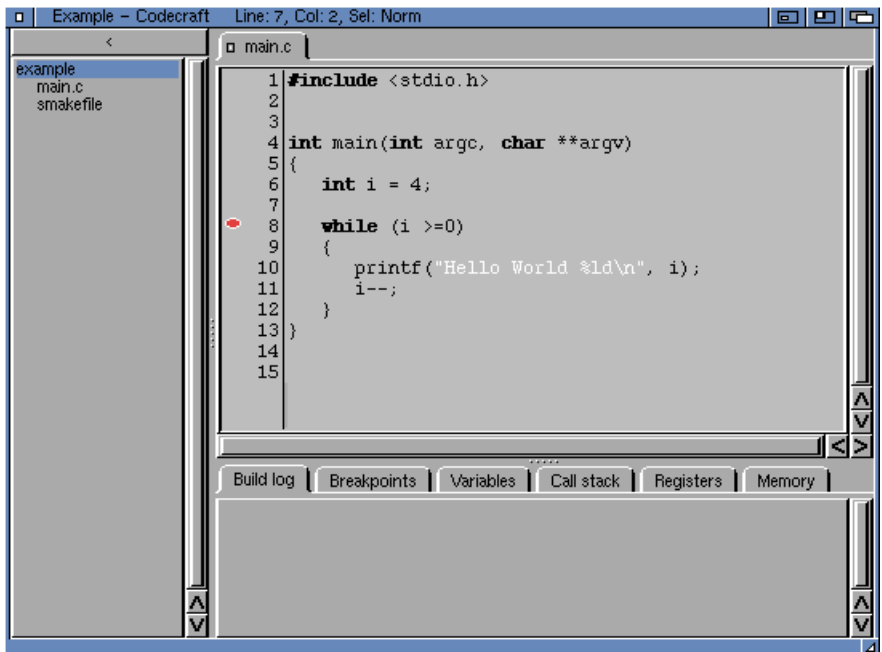 Example – Codecraft Line: 7, Col: 2, Sel: Norm
<
example
main.c
smakefile
main.c
1 #include <stdio.h>
2
3
4 int main(int argc, char **argv)
5 {
6 int i = 4;
7
8 while (i >=0)
9 {
10 printf("Hello World %ld\n", i);
11 i--;
12 }
13 }
14
15
Build log Breakpoints Variables Call stack Registers Memory